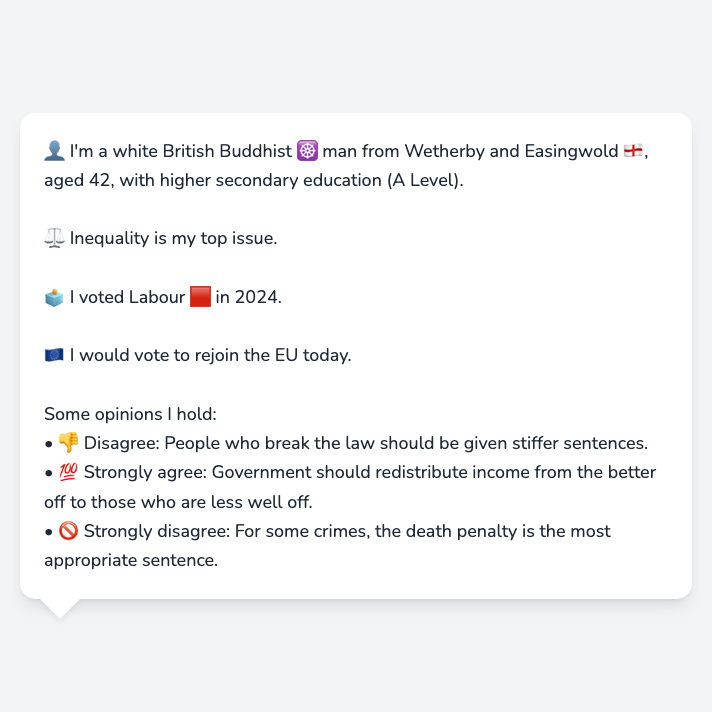 👤 I'm a white British Buddhist ☸️ man from Wetherby and Easingwold 🏴󠁧󠁢󠁥󠁮󠁧󠁿,
aged 42, with higher secondary education (A Level).
⚖️ Inequality is my top issue.
🗳️ I voted Labour 🟥 in 2024.
🇪🇺 I would vote to rejoin the EU today.
Some opinions I hold:
• 👎 Disagree: People who break the law should be given stiffer sentences.
• 💯 Strongly agree: Government should redistribute income from the better
off to those who are less well off.
• 🚫 Strongly disagree: For some crimes, the death penalty is the most
appropriate sentence.